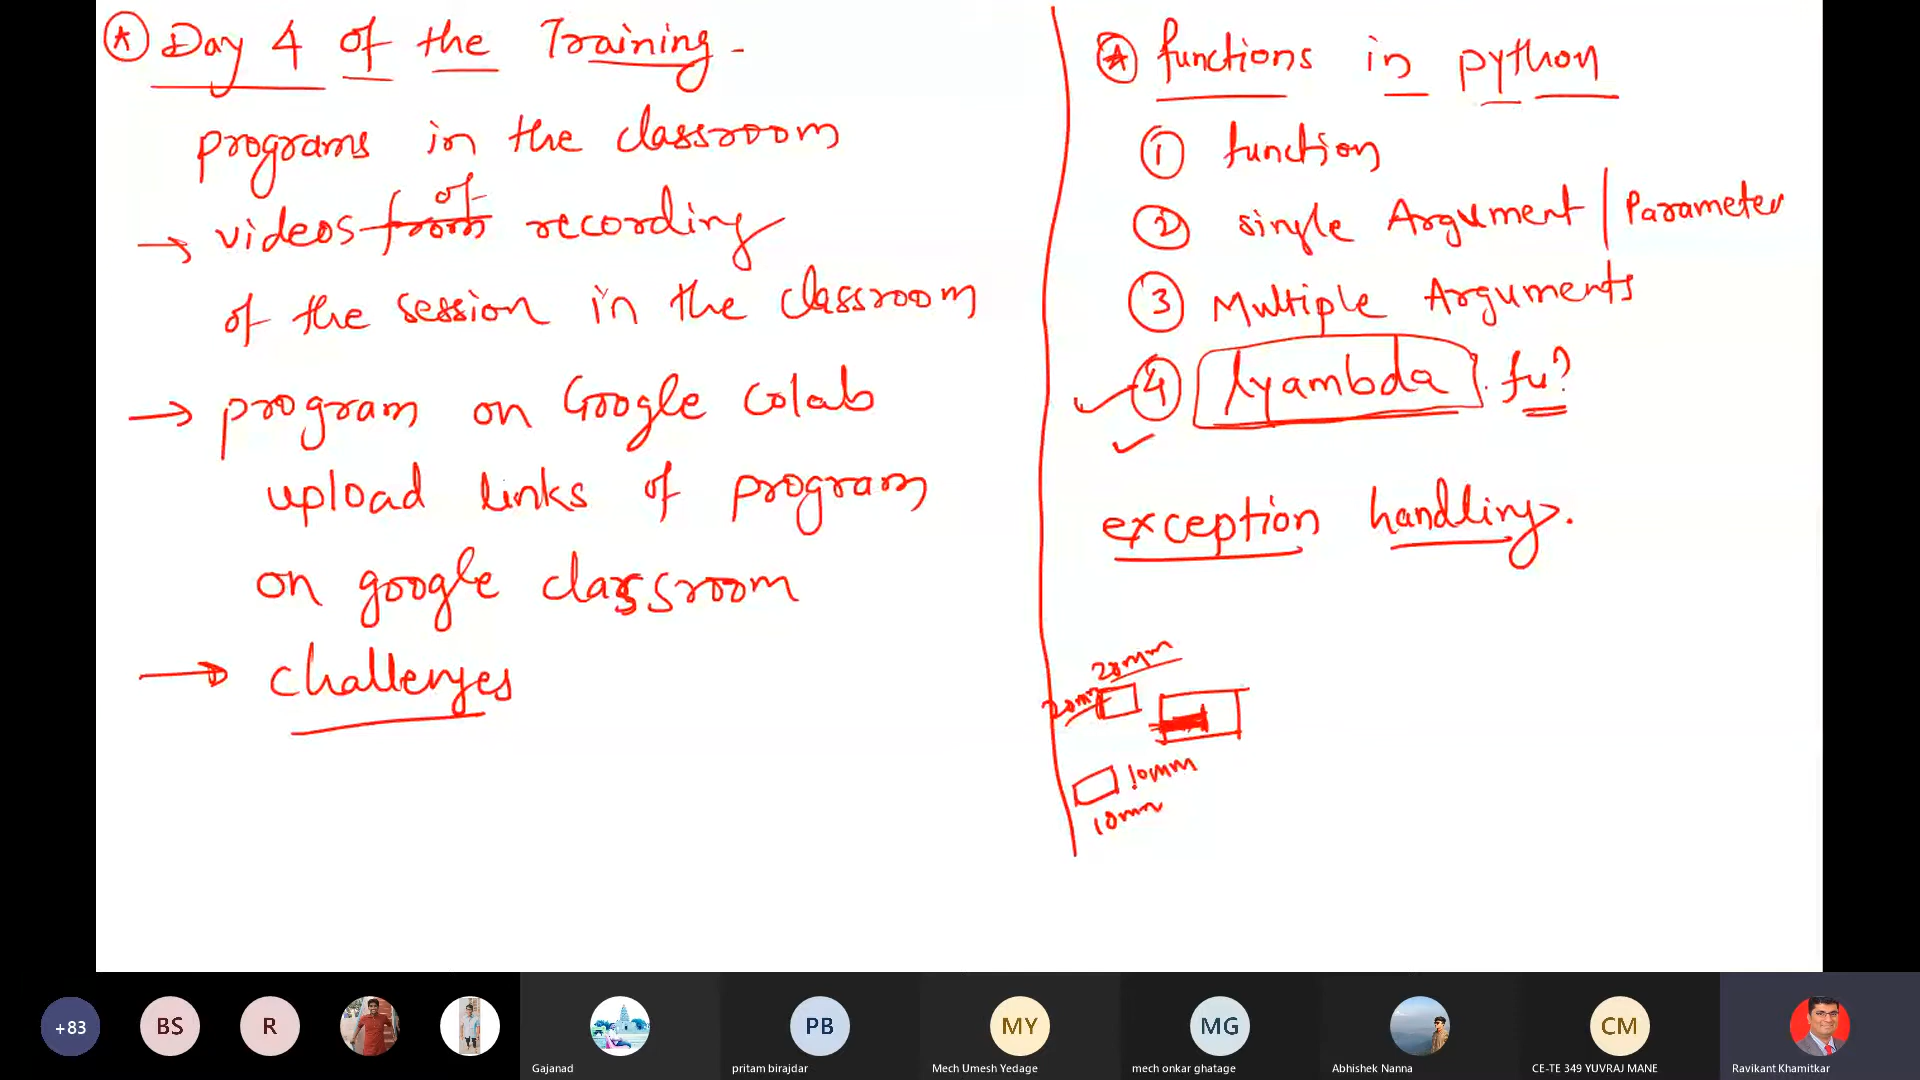 Day 4 of the Training -
programs in the classroom
→ videos from of recording
of the session in the classroom
→ program on Google colab
upload links of program
on google classroom
→ challenges
functions in python
① function
② single Argument | Parameter
③ Multiple Arguments
④ lyambda . fu?
exception handling.
20mm
20mm
10mm
10mm
+83
BS
R
PB
MY
MG
CM
Gajanad
pritam birajdar
Mech Umesh Yedage
mech onkar ghatage
Abhishek Nanna
CE-TE 349 YUVRAJ MANE
Ravikant Khamitkar